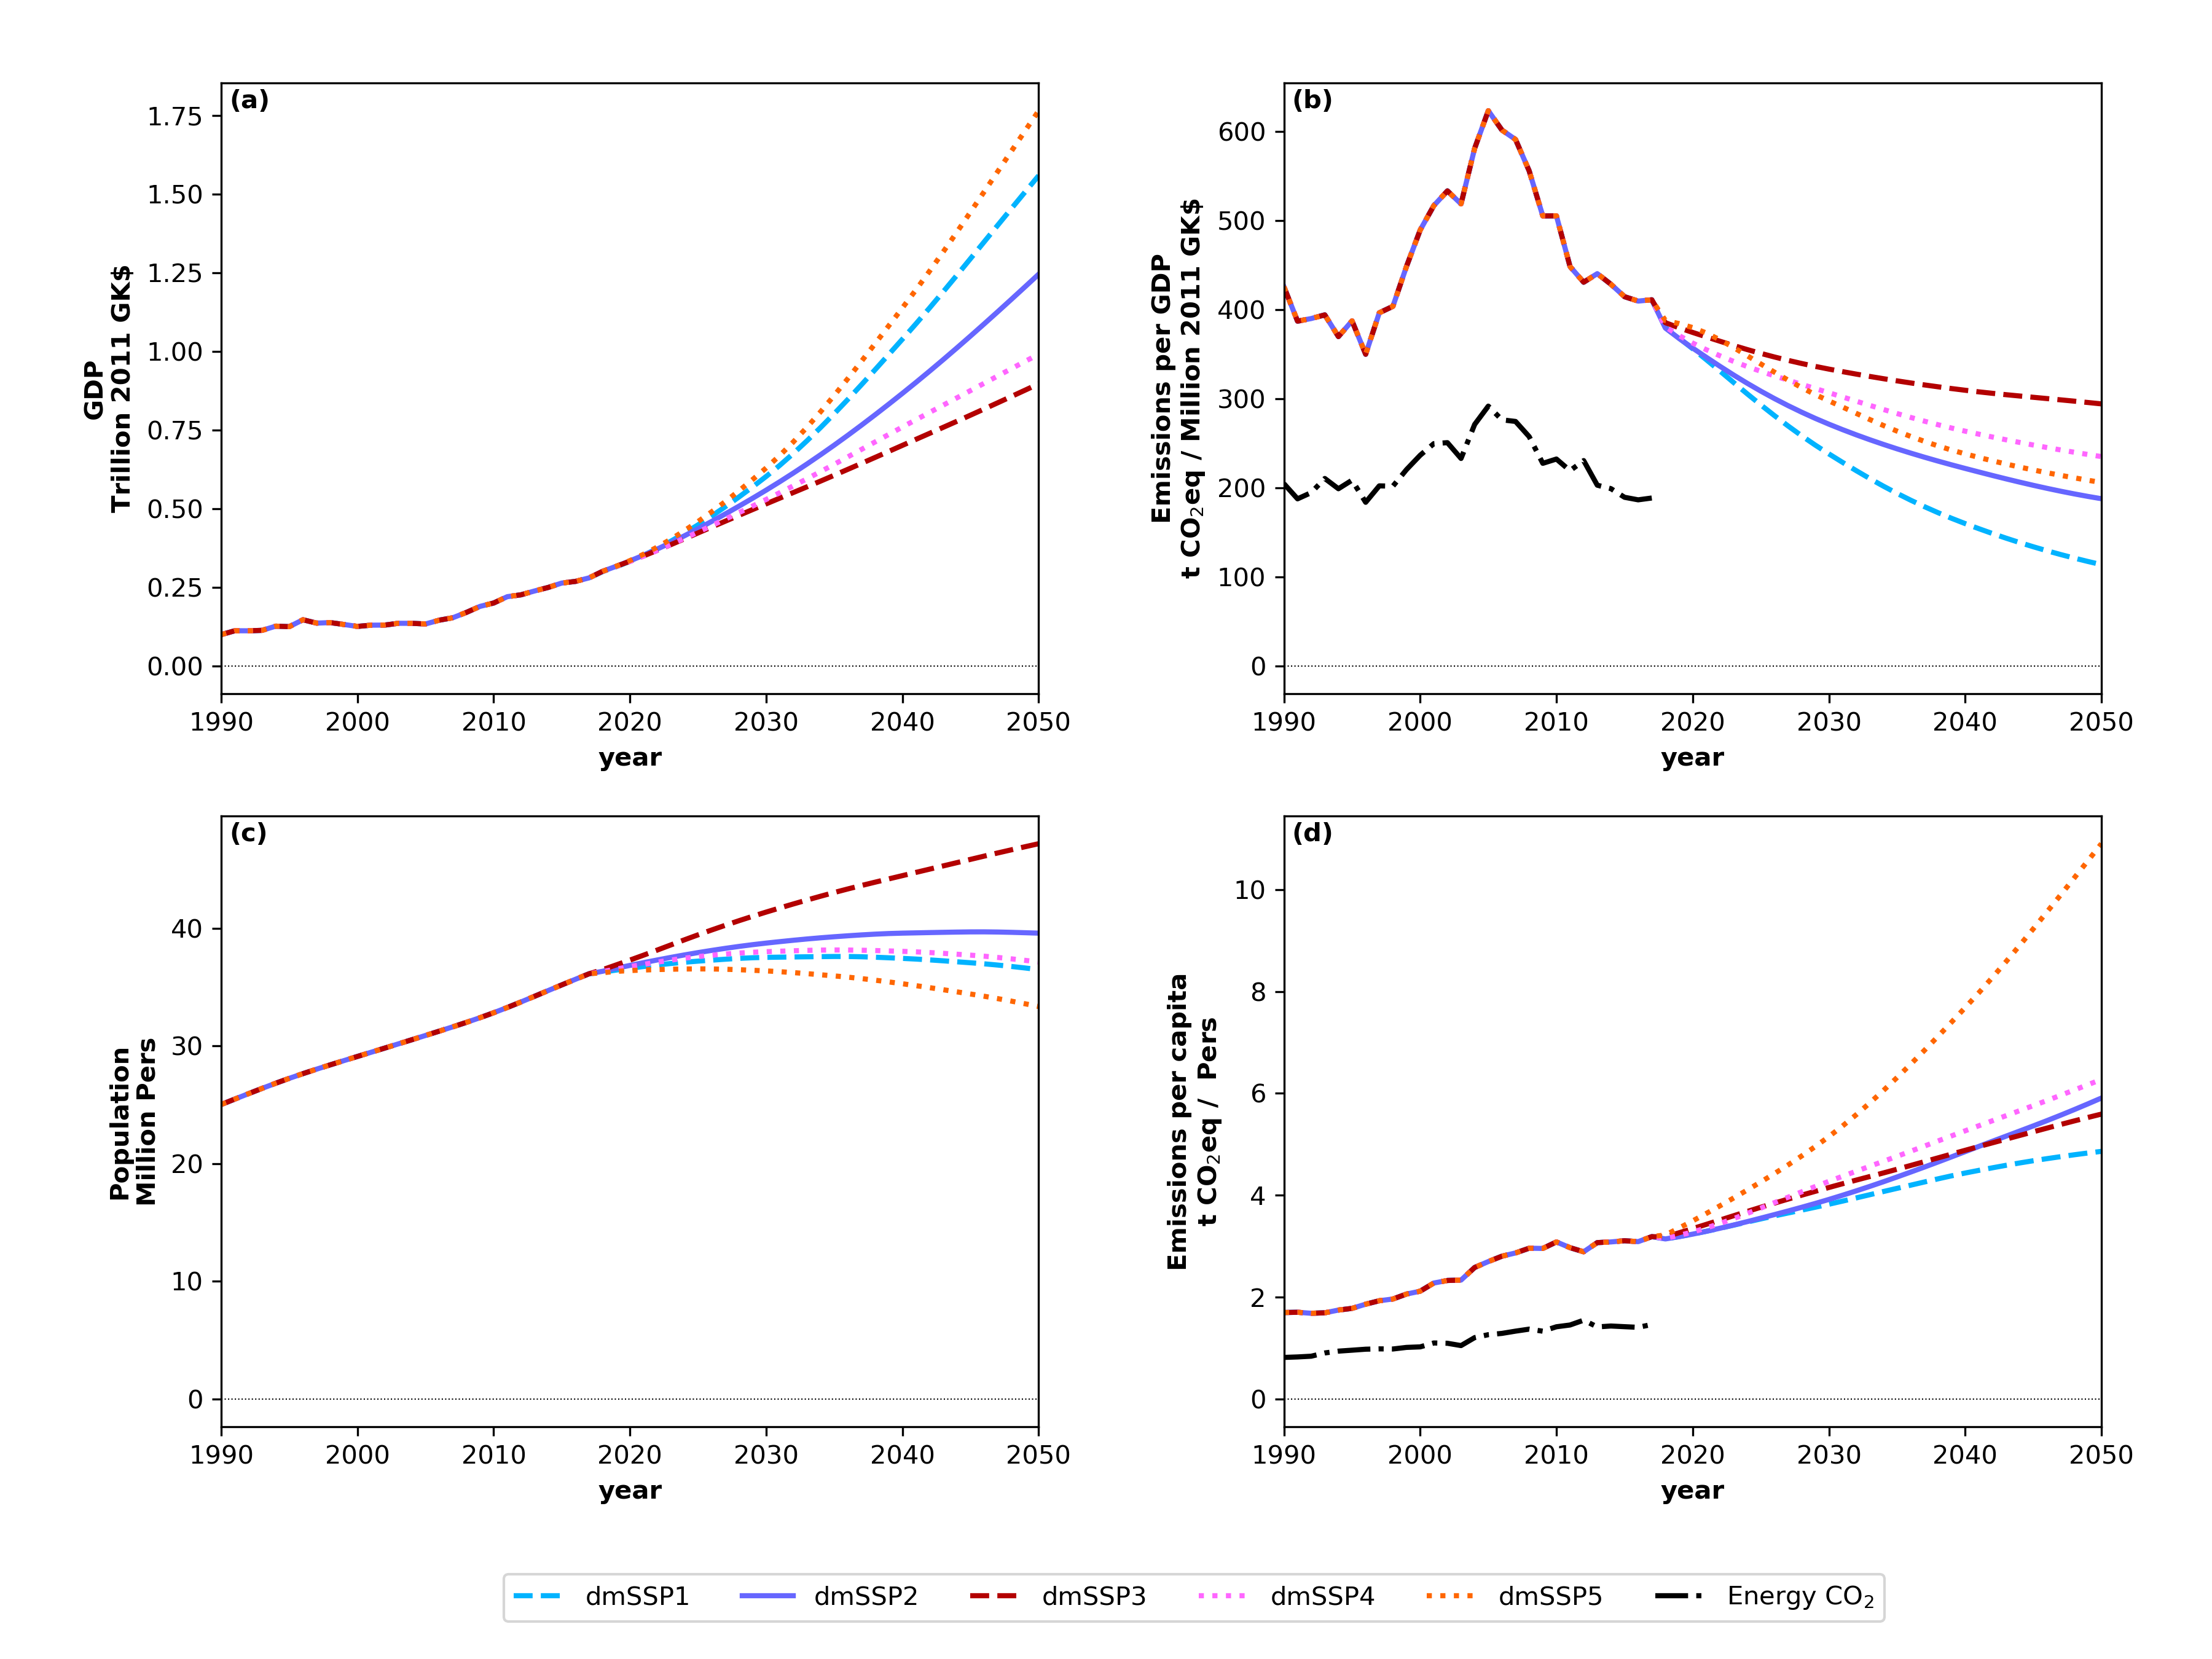 (a)
1.75
1.50
1.25
1.00
0.75
0.50
0.25
0.00
GDP
Trillion 2011 GK$
1990 2000 2010 2020 2030 2040 2050
year
(b)
600
500
400
300
200
100
0
Emissions per GDP
t CO₂eq / Million 2011 GK$
1990 2000 2010 2020 2030 2040 2050
year
(c)
40
30
20
10
0
Population
Million Pers
1990 2000 2010 2020 2030 2040 2050
year
(d)
10
8
6
4
2
0
Emissions per capita
t CO₂eq / Pers
1990 2000 2010 2020 2030 2040 2050
year
dmSSP1 dmSSP2 dmSSP3 dmSSP4 dmSSP5 Energy CO₂